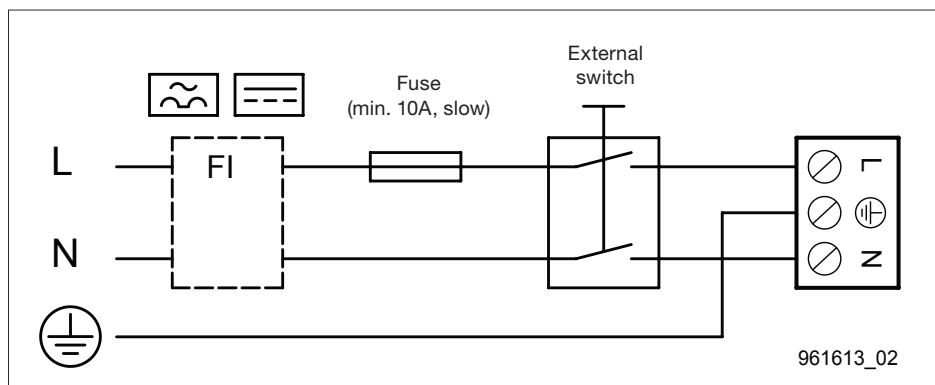 External
switch
Fuse
(min. 10A, slow)
L
FI
L
N
N
961613_02